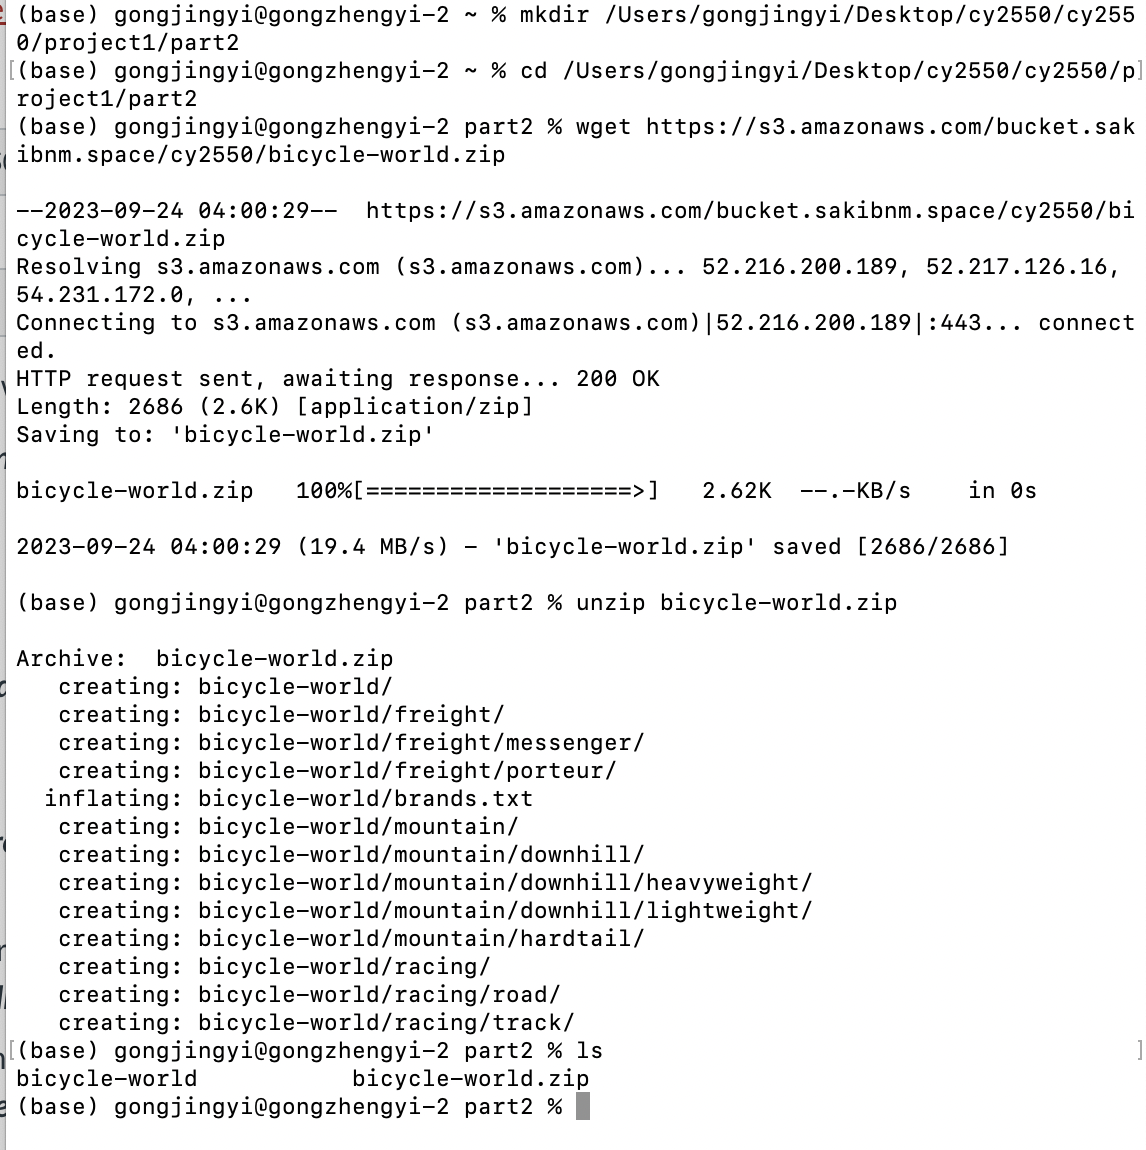 (base) gongjingyi@gongzhengyi-2 ~ % mkdir /Users/gongjingyi/Desktop/cy2550/cy255
0/project1/part2
[(base) gongjingyi@gongzhengyi-2 ~ % cd /Users/gongjingyi/Desktop/cy2550/cy2550/p]
roject1/part2
(base) gongjingyi@gongzhengyi-2 part2 % wget https://s3.amazonaws.com/bucket.sak
ibnm.space/cy2550/bicycle-world.zip
--2023-09-24 04:00:29--  https://s3.amazonaws.com/bucket.sakibnm.space/cy2550/bi
cycle-world.zip
Resolving s3.amazonaws.com (s3.amazonaws.com)... 52.216.200.189, 52.217.126.16,
54.231.172.0, ...
Connecting to s3.amazonaws.com (s3.amazonaws.com)|52.216.200.189|:443... connect
ed.
HTTP request sent, awaiting response... 200 OK
Length: 2686 (2.6K) [application/zip]
Saving to: 'bicycle-world.zip'
bicycle-world.zip   100%[===================>]   2.62K  --.-KB/s    in 0s
2023-09-24 04:00:29 (19.4 MB/s) - 'bicycle-world.zip' saved [2686/2686]
(base) gongjingyi@gongzhengyi-2 part2 % unzip bicycle-world.zip
Archive:  bicycle-world.zip
   creating: bicycle-world/
   creating: bicycle-world/freight/
   creating: bicycle-world/freight/messenger/
   creating: bicycle-world/freight/porteur/
  inflating: bicycle-world/brands.txt
   creating: bicycle-world/mountain/
   creating: bicycle-world/mountain/downhill/
   creating: bicycle-world/mountain/downhill/heavyweight/
   creating: bicycle-world/mountain/downhill/lightweight/
   creating: bicycle-world/mountain/hardtail/
   creating: bicycle-world/racing/
   creating: bicycle-world/racing/road/
   creating: bicycle-world/racing/track/
[(base) gongjingyi@gongzhengyi-2 part2 % ls ]
bicycle-world           bicycle-world.zip
(base) gongjingyi@gongzhengyi-2 part2 %